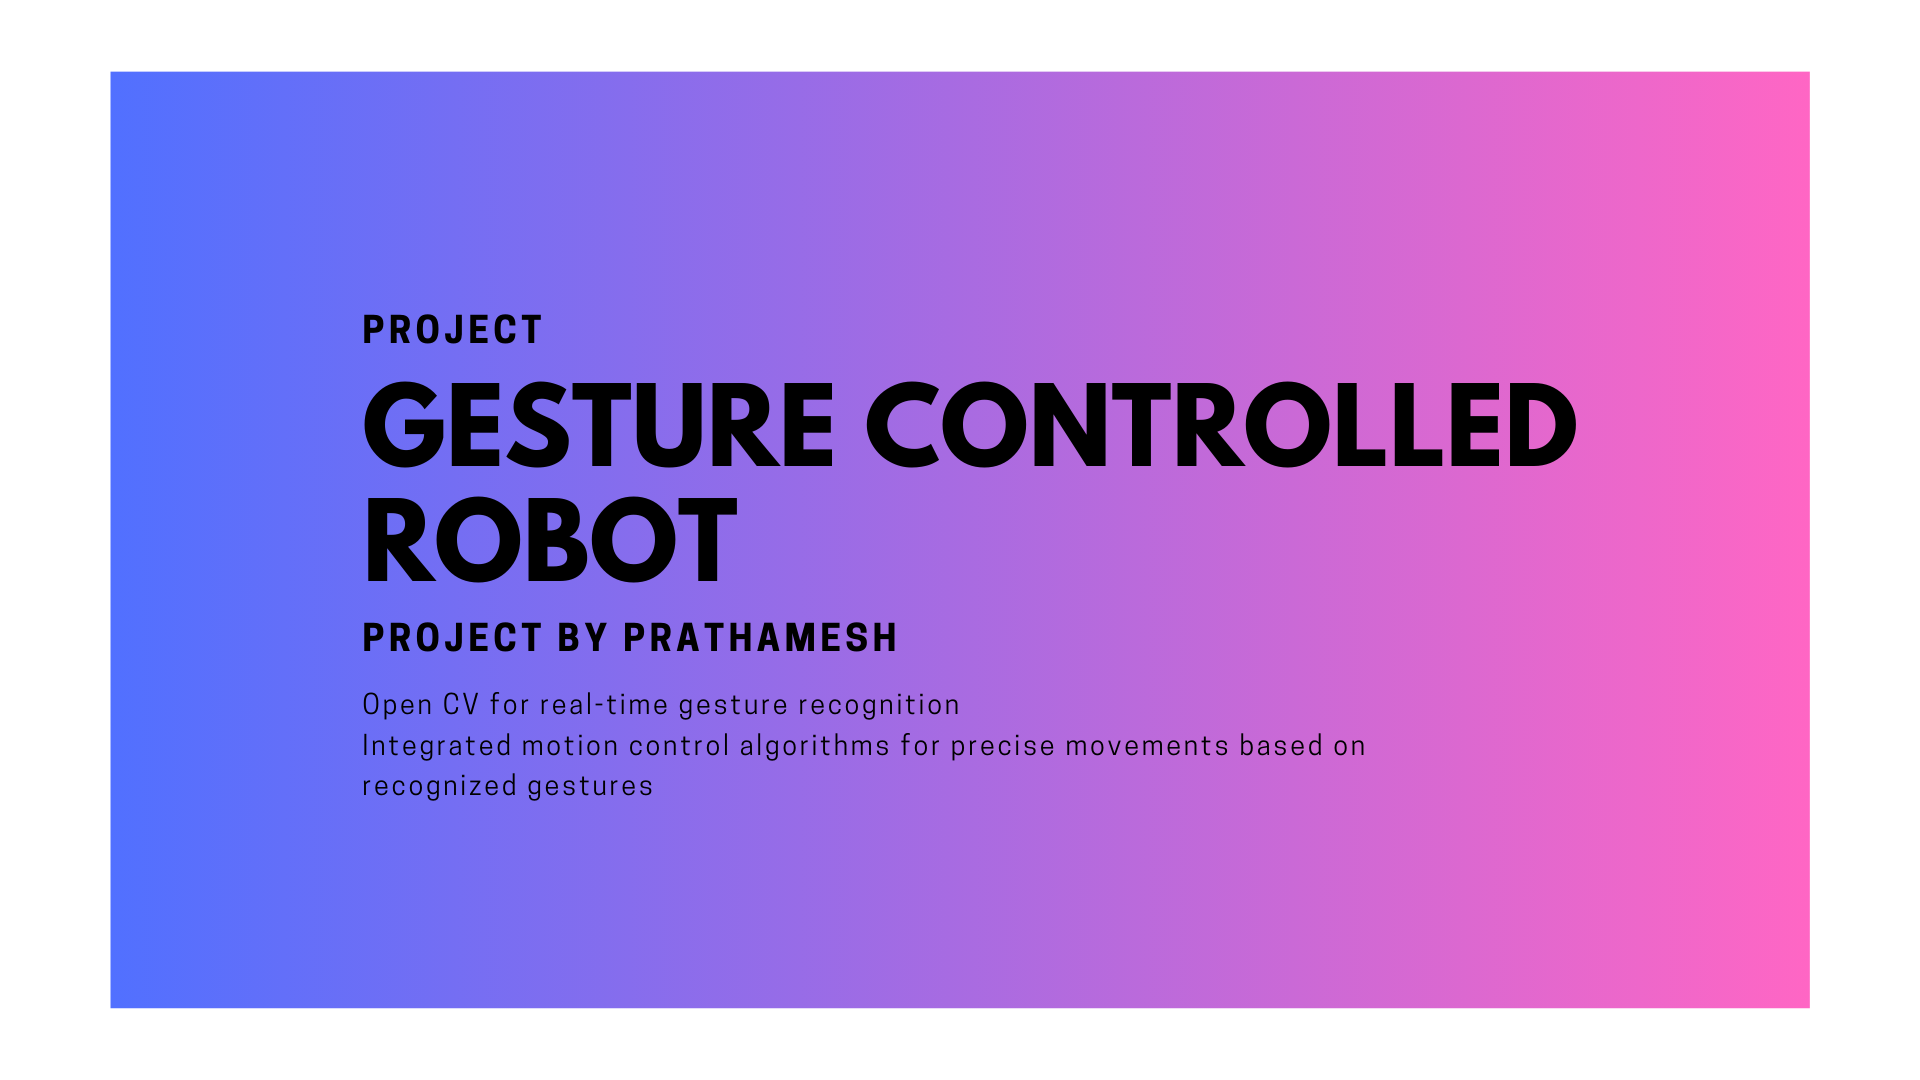 PROJECT
GESTURE CONTROLLED
ROBOT
PROJECT BY PRATHAMESH
Open CV for real-time gesture recognition
Integrated motion control algorithms for precise movements based on
recognized gestures